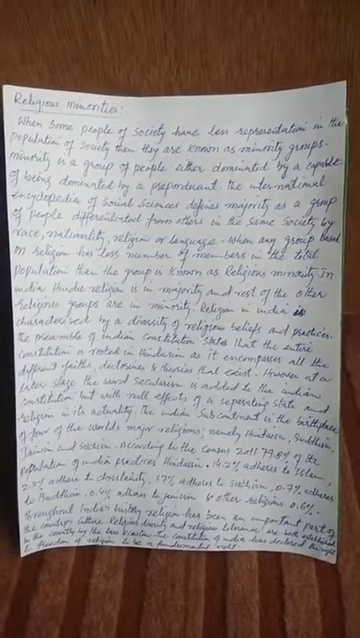 Religious Minorities:
When Some people of Society have less representation in the
population of Society then they are known as minority groups.
minority is a group of people either dominated by a capable
of being dominated by a preponderant. the international
encyclopedias of Social Sciences defines majority as a group
of people differentiated from others in the Same Society by
race, nationality, religion or language - when any group based
on religion has less number of members in the total
population than the group is known as Religious minority. In
india Hindu religion is in majority and rest of the other
religious groups are in minority. Religion in india is
characterised by a diversity of religious beliefs and practices.
the preamble of indian constitution States that the entire
constitution is rooted in Hinduism as it encompasses all the
different faiths, doctrines & theories that exist. However at a
later stage the word Secularism is added to the indian
constitution but with null effects of a separating State and
religion in its actuality. The indian Subcontinent is the birthplace
of four of the worlds major religions; namely Hinduism, Buddhism,
Jainism and Sikhism. According to the Census 2011 79.8% of the
population of india practices Hinduism. 14.2% adheres to Islam,
2.3% adhere to christianity, 1.7% adheres to Sikhism, 0.7% adheres
to Buddhism, 0.4% adheres to jainism & other religions 0.6%.
throughout India's history religion has been an important part of
the country's culture. Religious diversity and religious tolerance are both established
in the country by the law the constitution of india has declared the right
to freedom of religion to be a fundamental right.